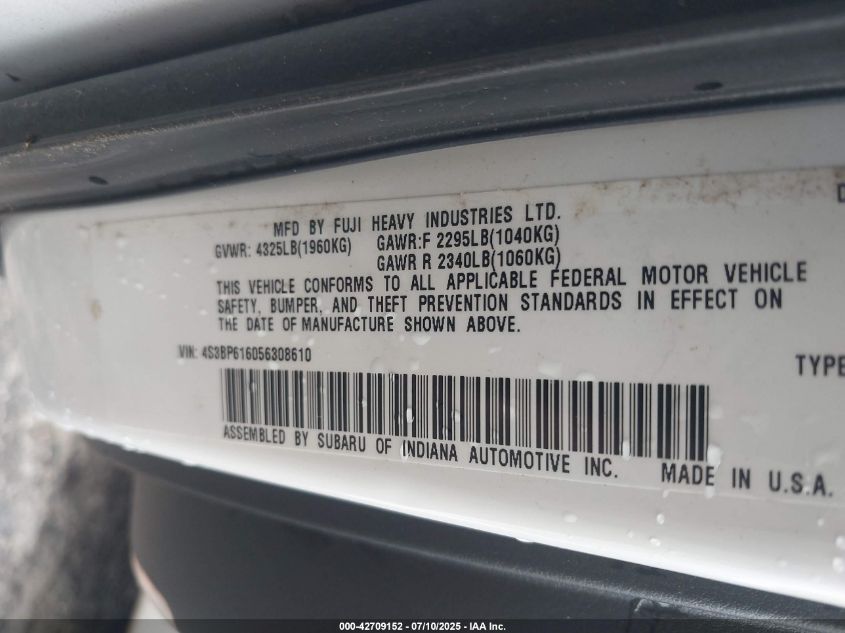 MFD BY FUJI HEAVY INDUSTRIES LTD.
GVWR: 4325LB(1960KG) GAWR:F 2295LB(1040KG)
GAWR R 2340LB(1060KG)
THIS VEHICLE CONFORMS TO ALL APPLICABLE FEDERAL MOTOR VEHICLE
SAFETY, BUMPER, AND THEFT PREVENTION STANDARDS IN EFFECT ON
THE DATE OF MANUFACTURE SHOWN ABOVE.
VIN: 4S3BP616056308610
TYPE
ASSEMBLED BY SUBARU OF INDIANA AUTOMOTIVE INC. MADE IN U.S.A.
000-42709152 - 07/10/2025 - IAA Inc.